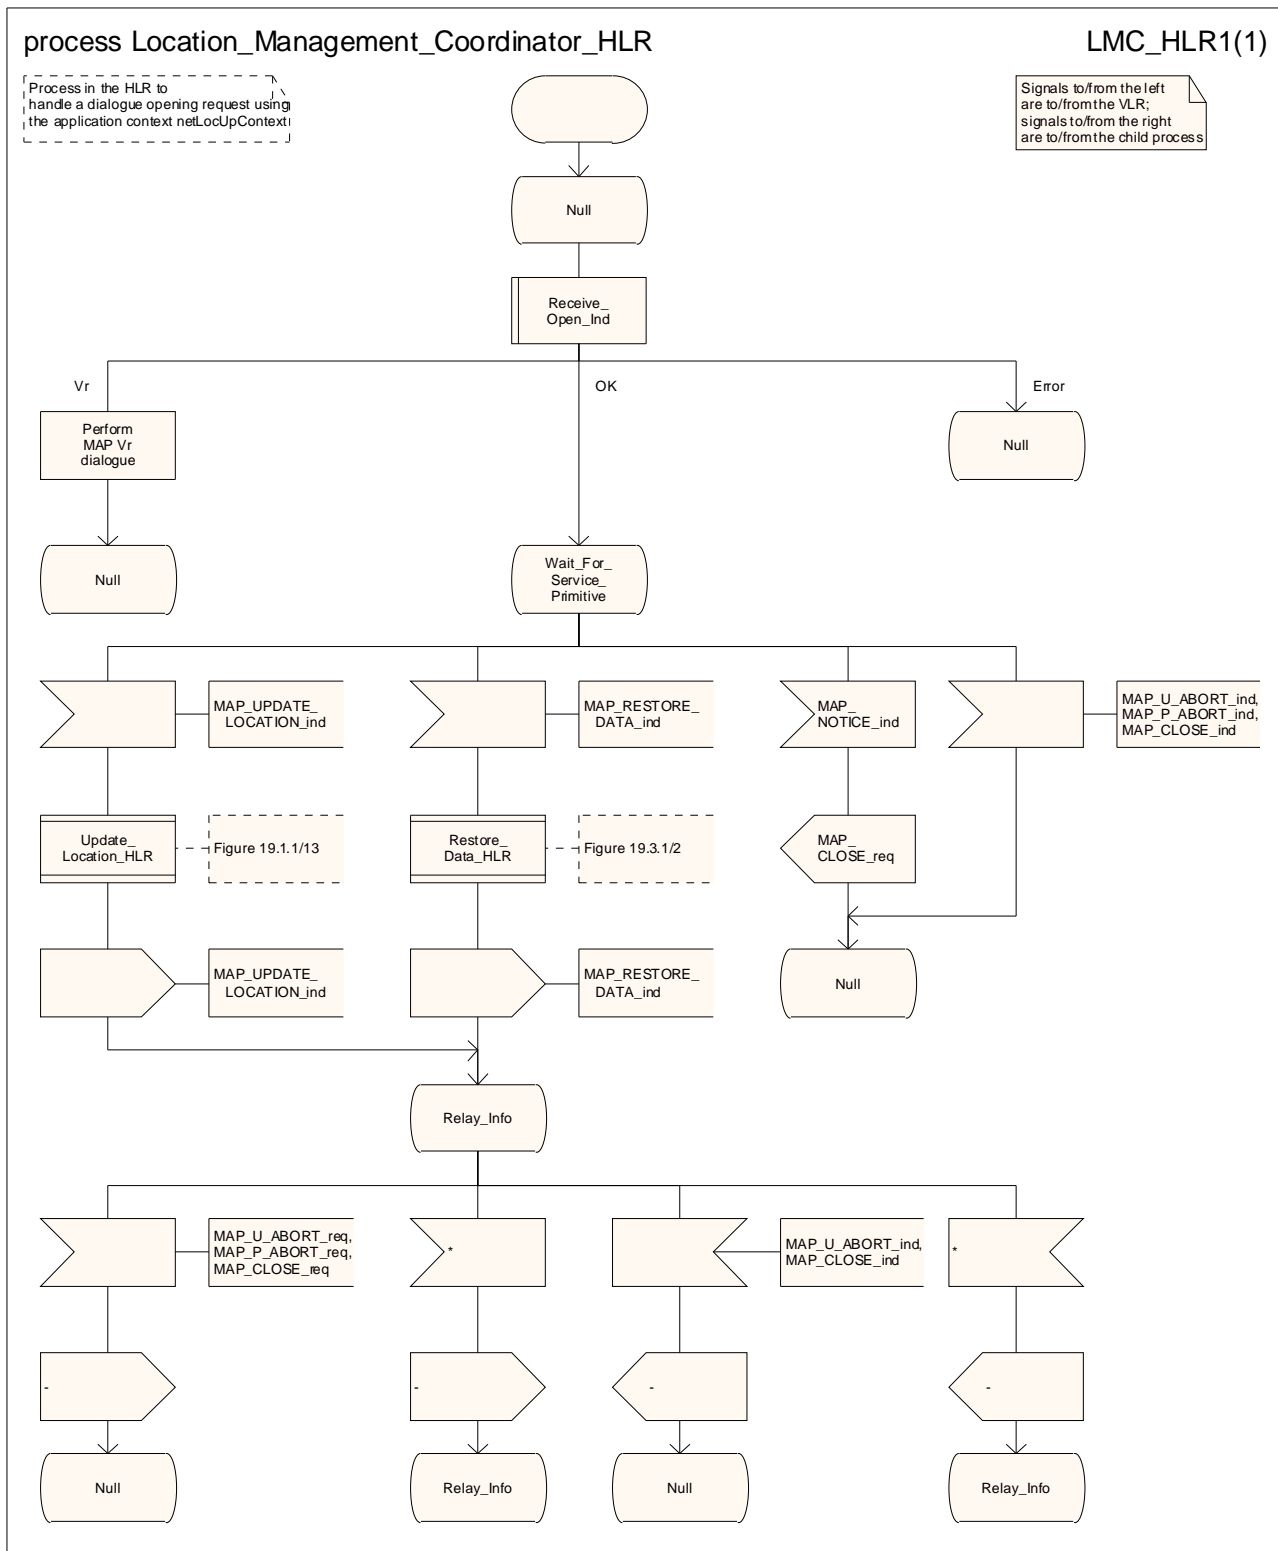 process Location_Management_Coordinator_HLR
LMC_HLR1(1)
Process in the HLR to
handle a dialogue opening request using
the application context netLocUpContext
Signals to/from the left
are to/from the VLR;
signals to/from the right
are to/from the child process
Null
Receive_
Open_Ind
Vr
OK
Error
Perform
MAP Vr
dialogue
Null
Null
Wait_For_
Service_
Primitive
Null
MAP_UPDATE_
LOCATION_ind
MAP_RESTORE_
DATA_ind
MAP_
NOTICE_ind
MAP_U_ABORT_ind,
MAP_P_ABORT_ind,
MAP_CLOSE_ind
Update_
Location_HLR
Figure 19.1.1/13
Restore_
Data_HLR
Figure 19.3.1/2
MAP_
CLOSE_req
MAP_UPDATE_
LOCATION_ind
MAP_RESTORE_
DATA_ind
Null
Relay_Info
MAP_U_ABORT_req,
MAP_P_ABORT_req,
MAP_CLOSE_req
*
MAP_U_ABORT_ind,
MAP_CLOSE_ind
*
-
-
-
-
Null
Relay_Info
Null
Relay_Info